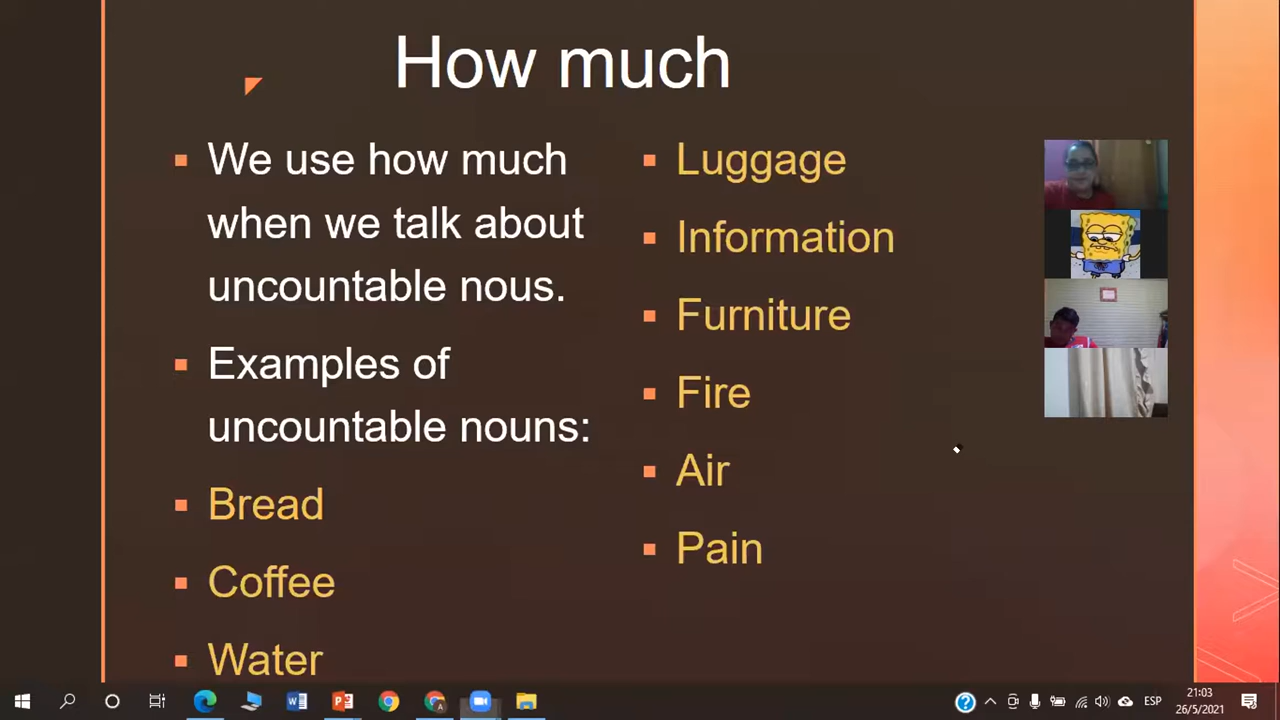 How much
We use how much
when we talk about
uncountable nous.
Examples of
uncountable nouns:
Bread
Coffee
Water
Luggage
Information
Furniture
Fire
Air
Pain
ESP
21:03
26/5/2021